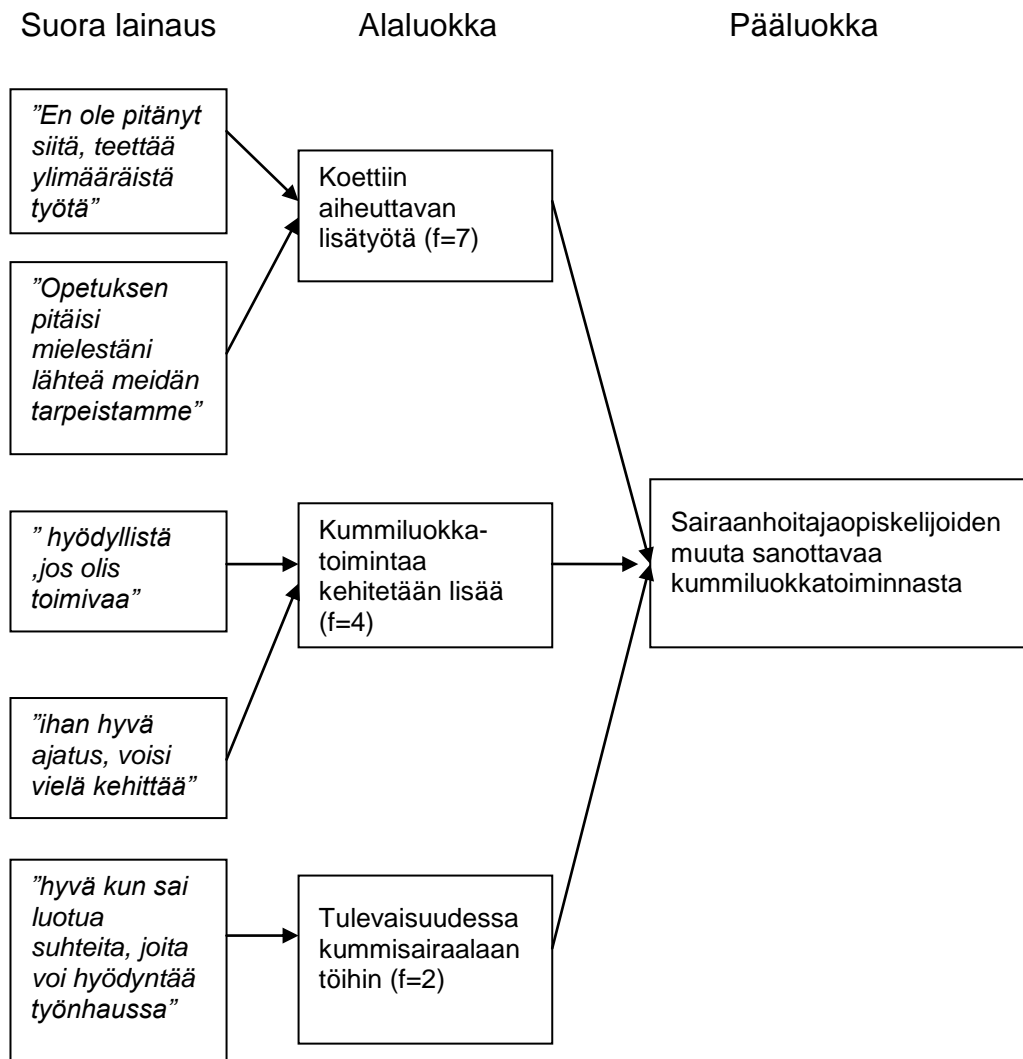 Suora lainaus
Alaluokka
Pääluokka
”En ole pitänyt
siitä, teettää
ylimääräistä
työtä”
”Opetuksen
pitäisi
mielestäni
lähteä meidän
tarpeistamme”
” hyödyllistä
,jos olis
toimivaa”
”ihan hyvä
ajatus, voisi
vielä kehittää”
”hyvä kun sai
luotua
suhteita, joita
voi hyödyntää
työnhaussa”
Koettiin
aiheuttavan
lisätyötä (f=7)
Kummiluokka-
toimintaa
kehitetään lisää
(f=4)
Tulevaisuudessa
kummisairaalaan
töihin (f=2)
Sairaanhoitajaopiskelijoiden
muuta sanottavaa
kummiluokkatoiminnasta